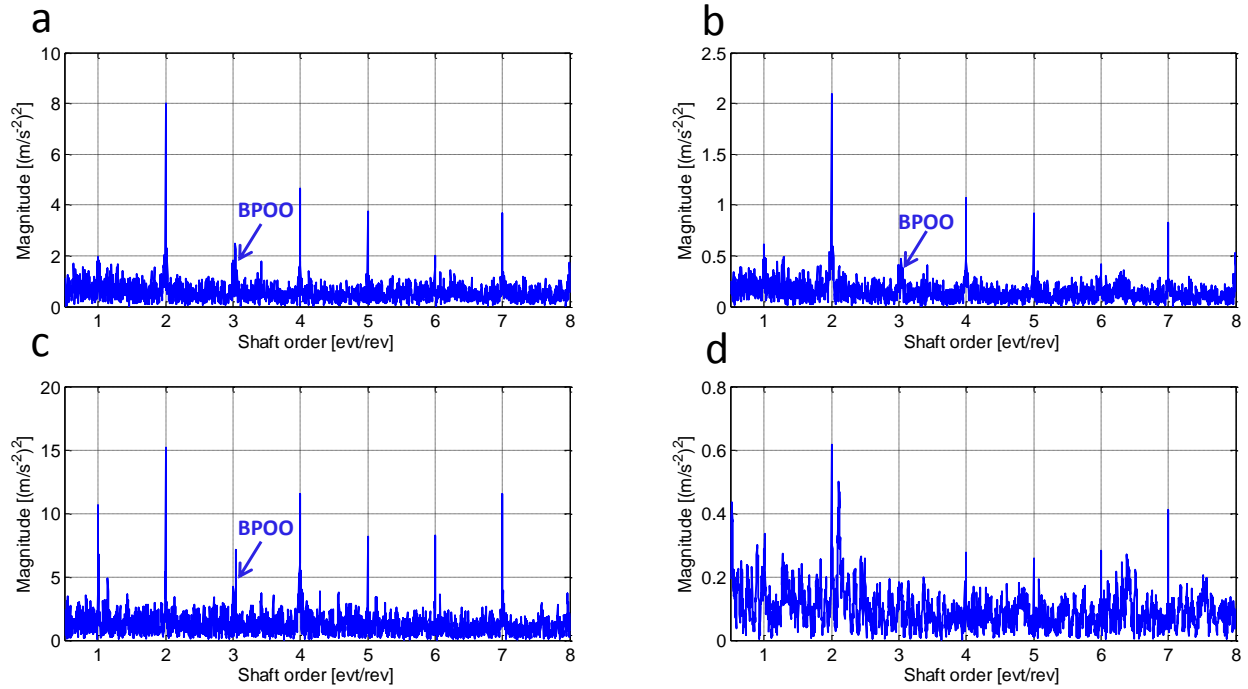 a
10
8
6
4
2
0
Magnitude [(m/s⁻²)²]
BPOO
1 2 3 4 5 6 7 8
Shaft order [evt/rev]
b
2.5
2
1.5
1
0.5
0
Magnitude [(m/s⁻²)²]
BPOO
1 2 3 4 5 6 7 8
Shaft order [evt/rev]
c
20
15
10
5
0
Magnitude [(m/s⁻²)²]
BPOO
1 2 3 4 5 6 7 8
Shaft order [evt/rev]
d
0.8
0.6
0.4
0.2
0
Magnitude [(m/s⁻²)²]
1 2 3 4 5 6 7 8
Shaft order [evt/rev]